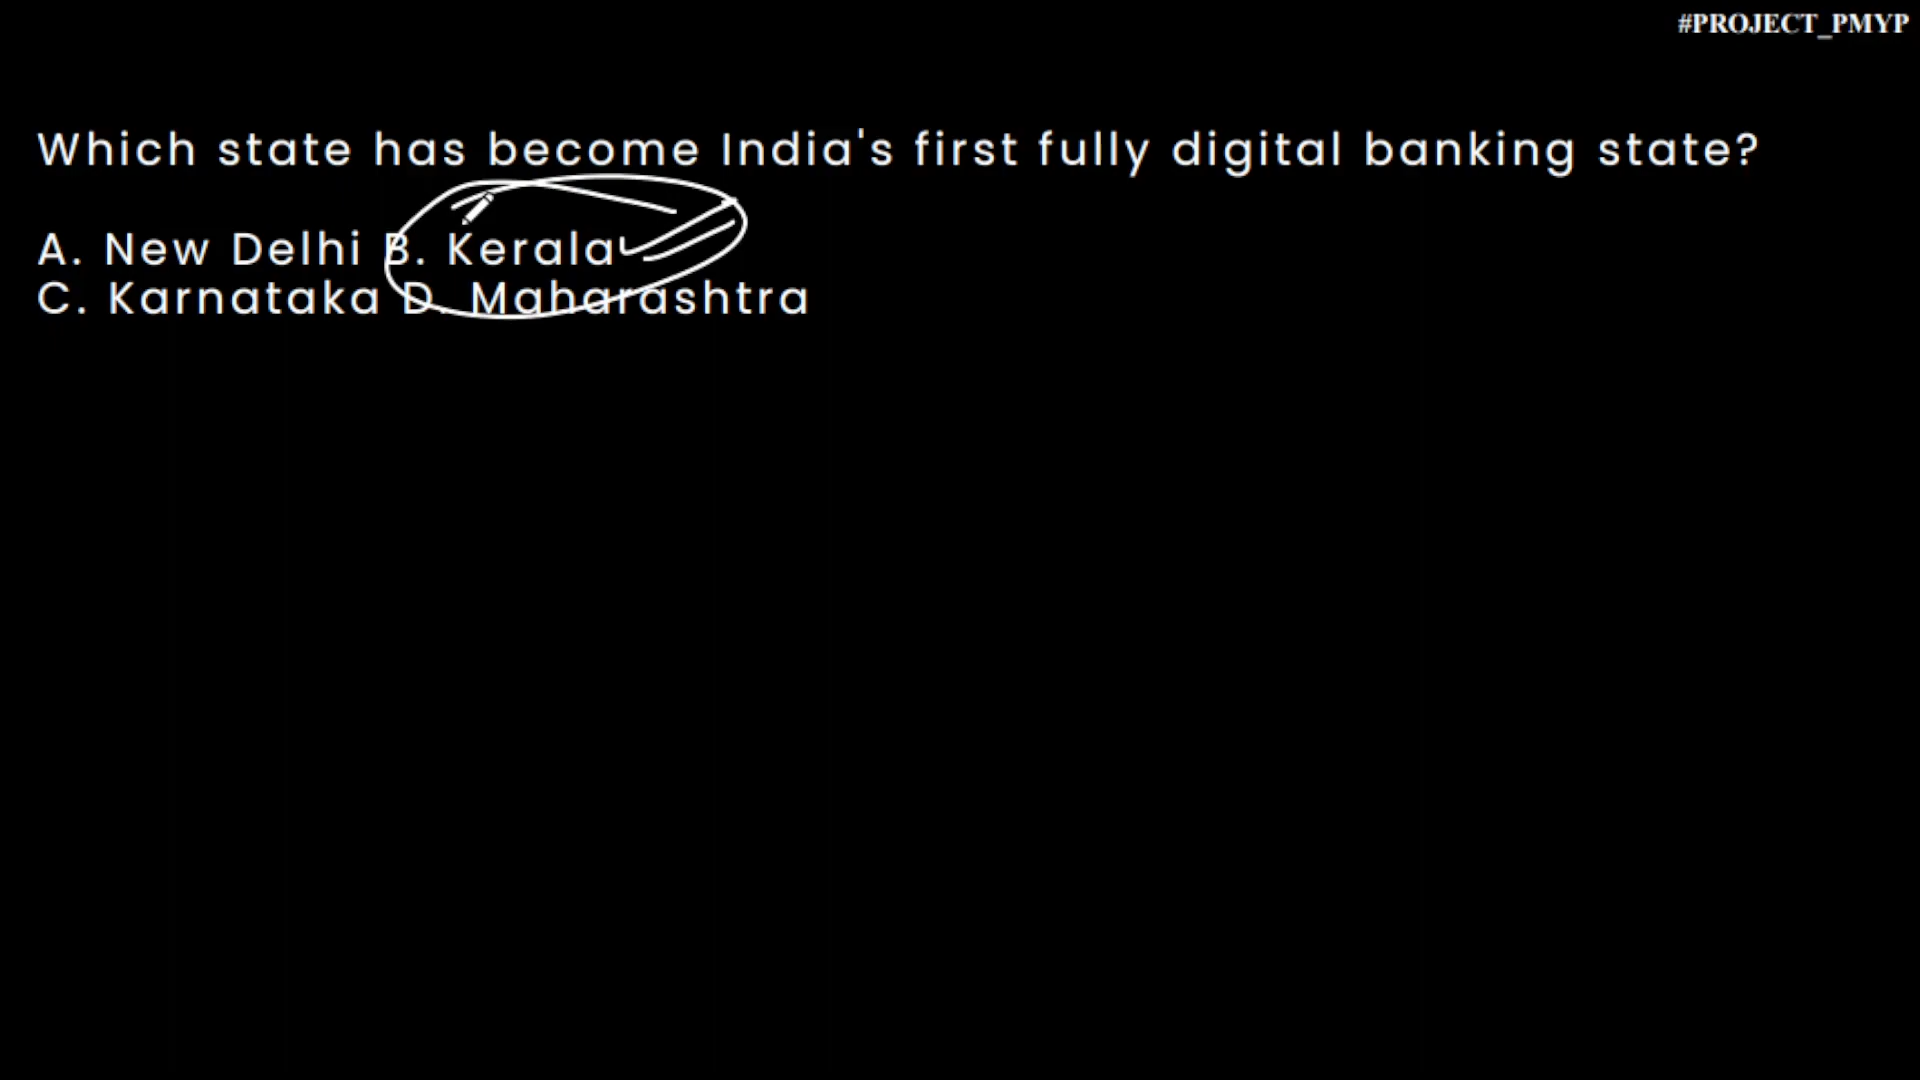 #PROJECT_PMYP
Which state has become India's first fully digital banking state?
A. New Delhi B. Kerala
C. Karnataka D. Maharashtra